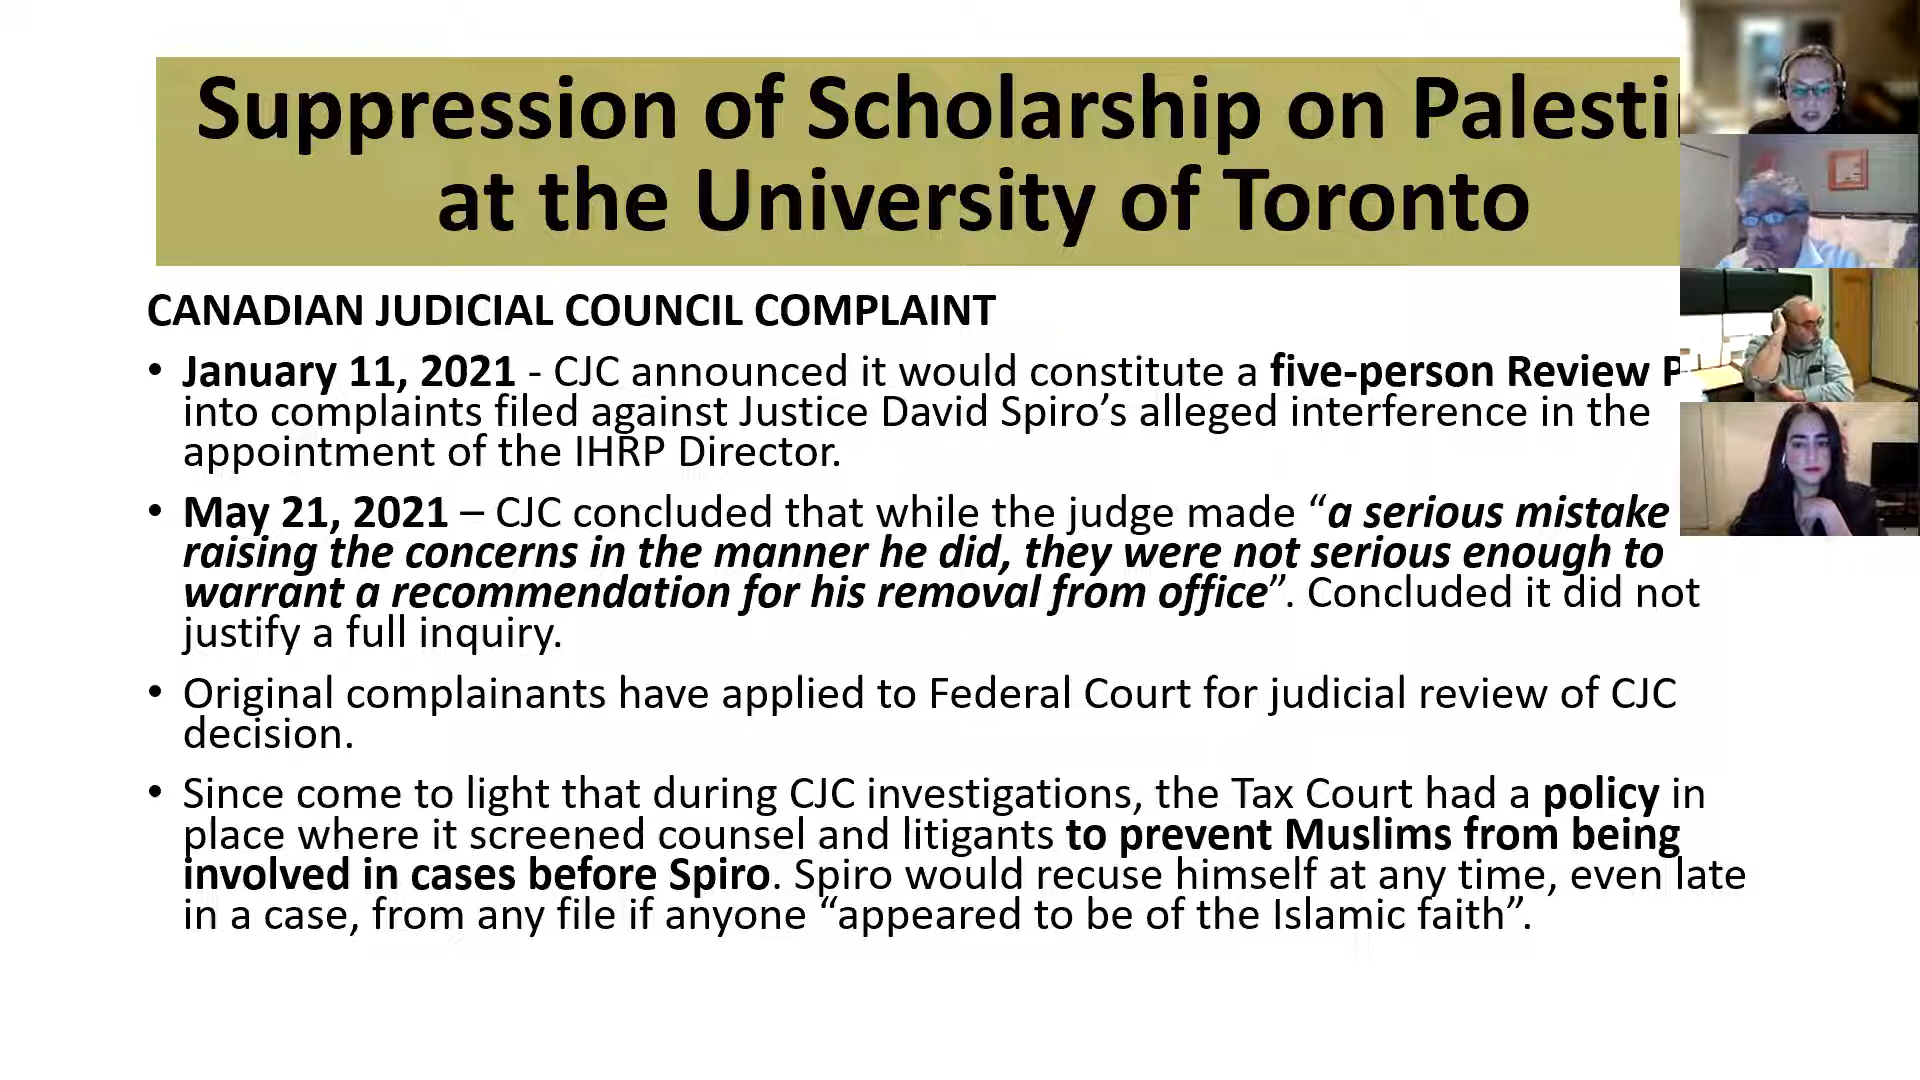 Suppression of Scholarship on
at the University of Toronto
CANADIAN JUDICIAL COUNCIL COMPLAINT
• January 11, 2021 - CJC announced it would constitute a five-person Review
into complaints filed against Justice David Spiro’s alleged interference in the
appointment of the IHRP Director.
• May 21, 2021 – CJC concluded that while the judge made “a serious mistake
raising the concerns in the manner he did, they were not serious enough to
warrant a recommendation for his removal from office”. Concluded it did not
justify a full inquiry.
• Original complainants have applied to Federal Court for judicial review of CJC
decision.
• Since come to light that during CJC investigations, the Tax Court had a policy in
place where it screened counsel and litigants to prevent Muslims from being
involved in cases before Spiro. Spiro would recuse himself at any time, even late
in a case, from any file if anyone “appeared to be of the Islamic faith”.